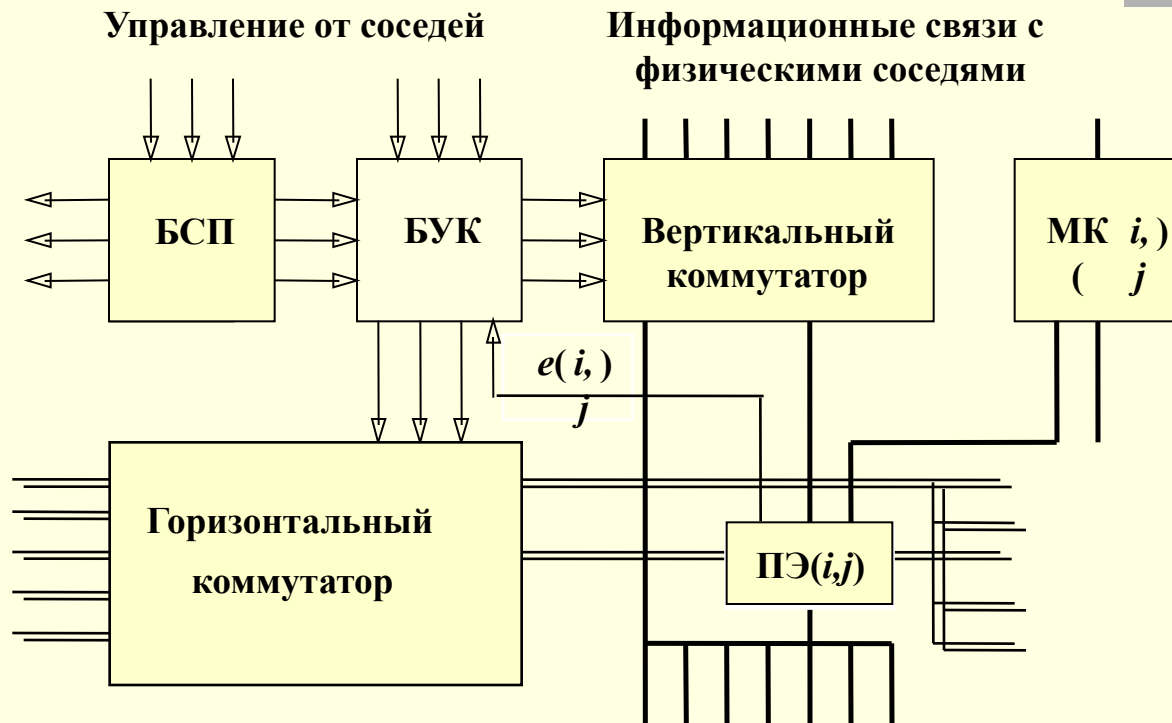 Управление от соседей
Информационные связи с
физическими соседями
БСП
БУК
Вертикальный
коммутатор
МК i, )
( j
e( i, )
j
Горизонтальный
коммутатор
ПЭ(i,j)